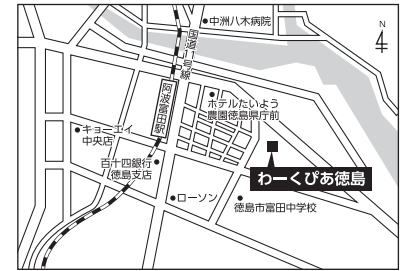 中洲八木病院
N
4
国道11号線
阿波富田駅
ホテルたいよう
農園徳島県庁前
キョーエイ
中央店
百十四銀行
徳島支店
わーくぴあ徳島
ローソン
徳島市富田中学校